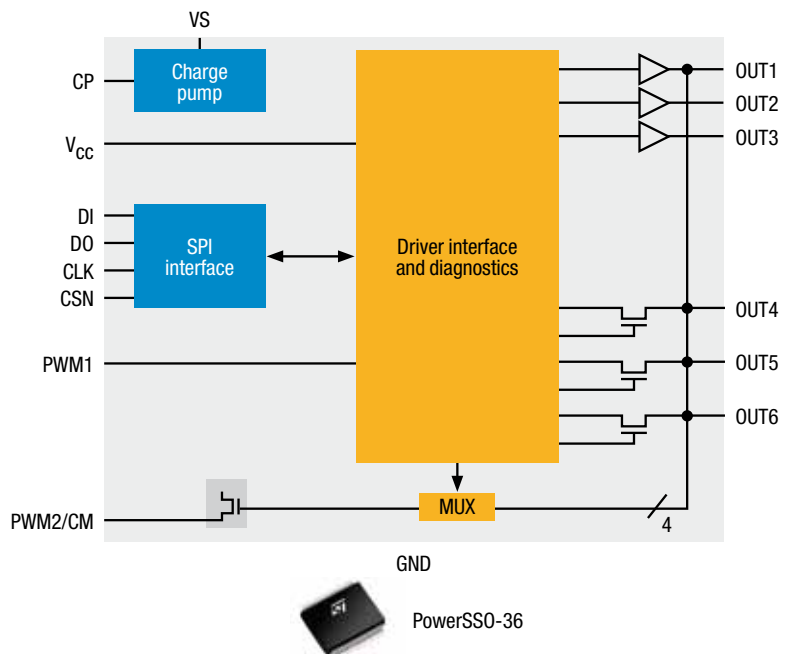 VS
CP
Charge
pump
OUT1
OUT2
OUT3
VCC
DI
DO
CLK
CSN
SPI
interface
Driver interface
and diagnostics
OUT4
OUT5
OUT6
PWM1
MUX
PWM2/CM
4
GND
ST
PowerSSO-36